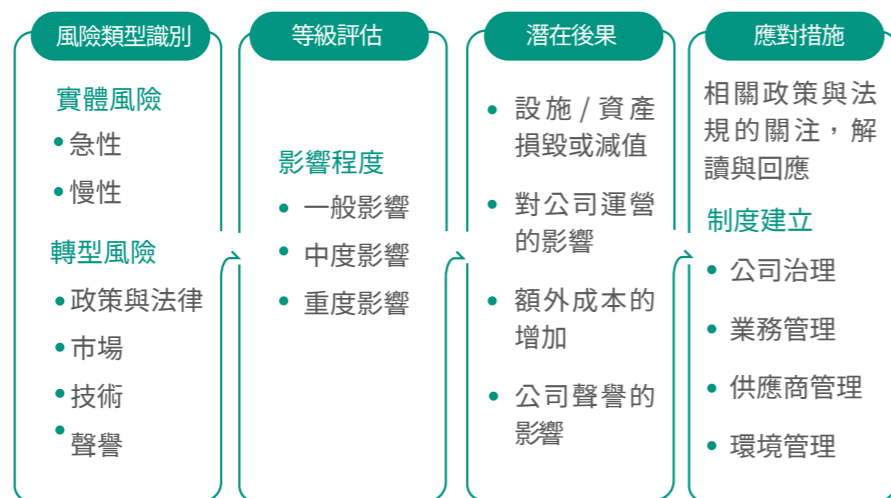 風險類型識別
實體風險
急性
慢性
轉型風險
政策與法律
市場
技術
聲譽
等級評估
影響程度
一般影響
中度影響
重度影響
潛在後果
設施 / 資產
損毀或減值
對公司運營
的影響
額外成本的
增加
公司聲譽的
影響
應對措施
相關政策與法
規的關注，解
讀與回應
制度建立
公司治理
業務管理
供應商管理
環境管理